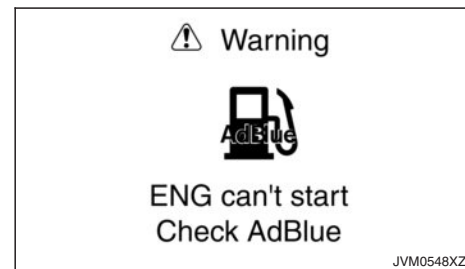 Warning
AdBlue
ENG can't start
Check AdBlue
JVM0548XZ